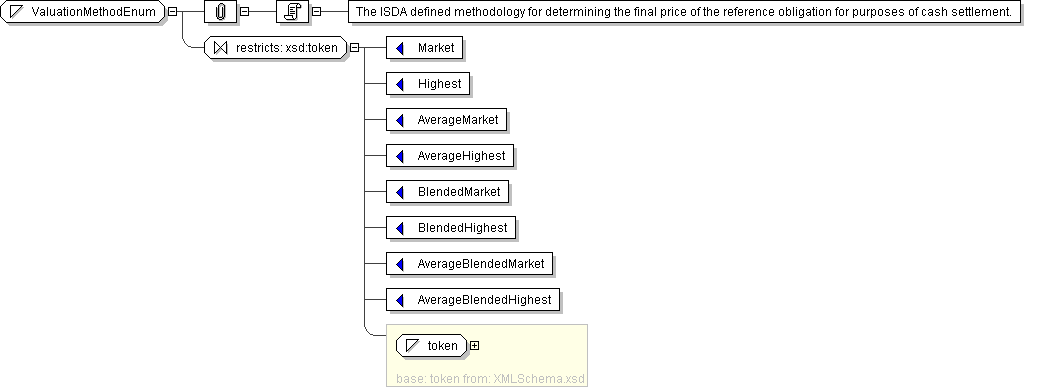 ValuationMethodEnum
The ISDA defined methodology for determining the final price of the reference obligation for purposes of cash settlement.
restricts: xsd:token
Market
Highest
AverageMarket
AverageHighest
BlendedMarket
BlendedHighest
AverageBlendedMarket
AverageBlendedHighest
token
base: token from: XMLSchema.xsd